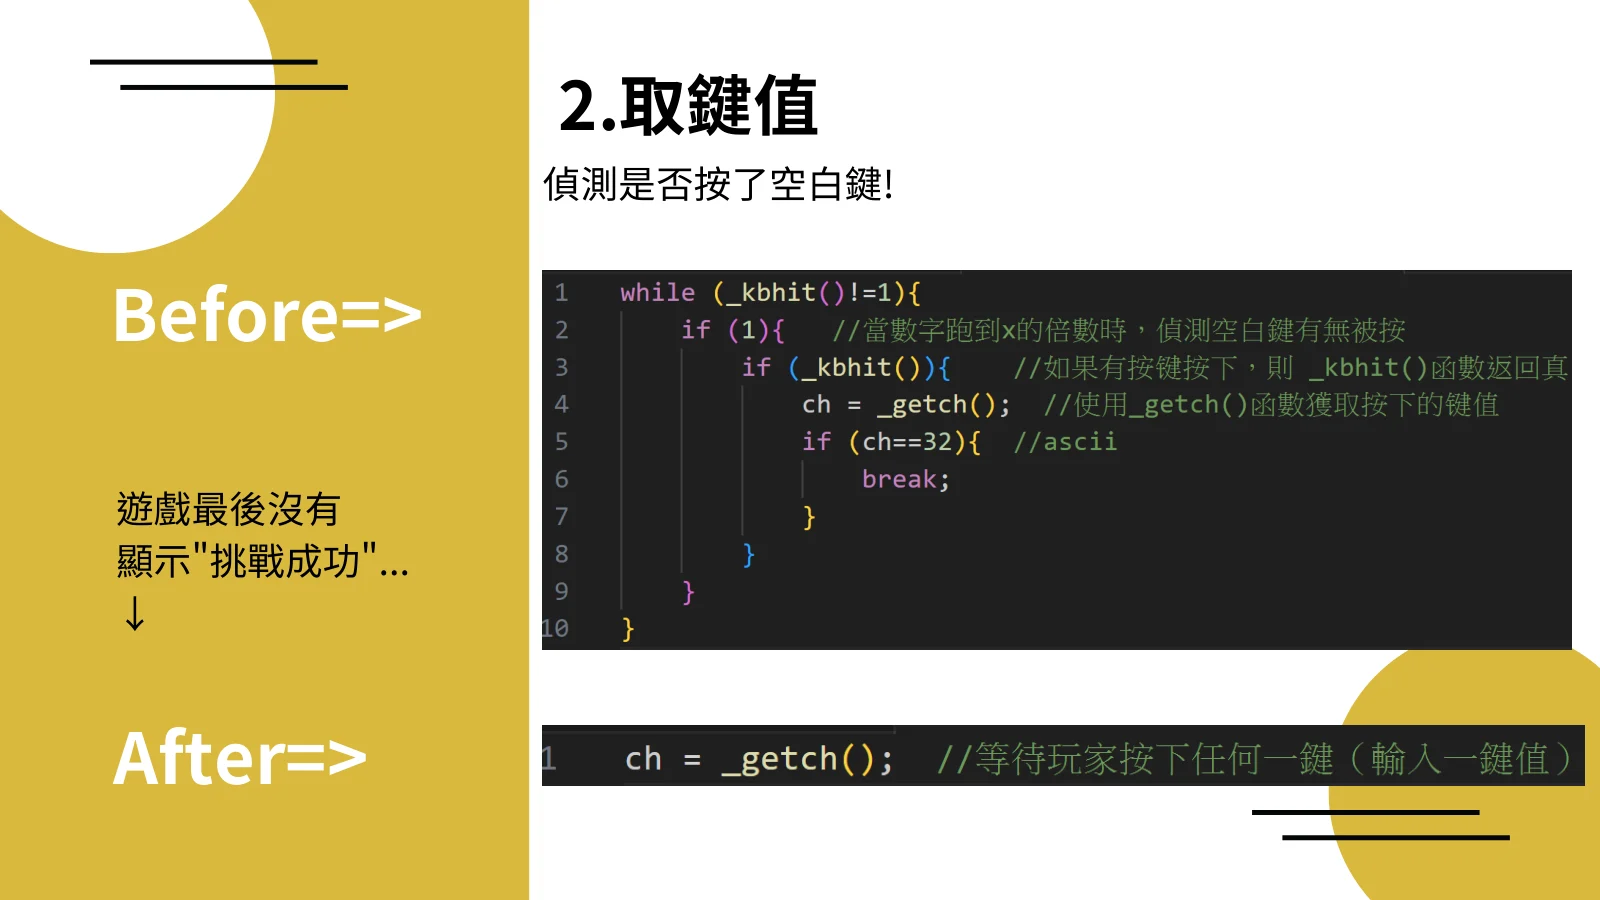 2.取鍵值
偵測是否按了空白鍵!
Before=>
1 while (_kbhit()!=1){
2 if (1){ //當數字跑到x的倍數時，偵測空白鍵有無被按
3 if (_kbhit()){ //如果有按键按下，則 _kbhit()函數返回真
4 ch = _getch(); //使用_getch()函數獲取按下的键值
5 if (ch==32){ //ascii
6 break;
7 }
8 }
9 }
10 }
遊戲最後沒有
顯示"挑戰成功"...
↓
After=>
1 ch = _getch(); //等待玩家按下任何一鍵（輸入一鍵值）